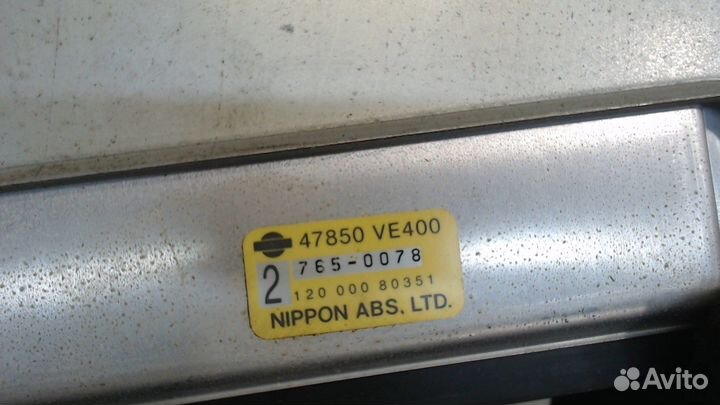 47850 VE400
2 765-0078
120 000 80351
NIPPON ABS, LTD.
Avito